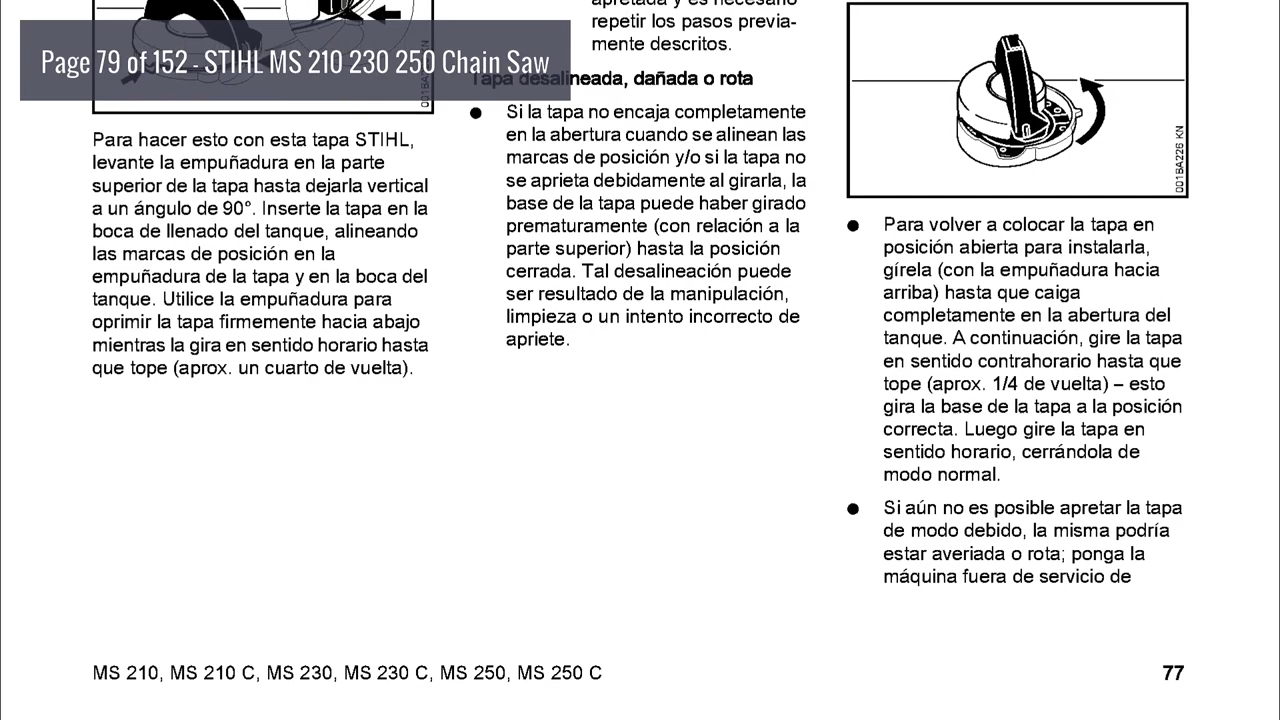 Page 79 of 152 - STIHL MS 210 230 250 Chain Saw
Para hacer esto con esta tapa STIHL,
levante la empuñadura en la parte
superior de la tapa hasta dejarla vertical
a un ángulo de 90°. Inserte la tapa en la
boca de llenado del tanque, alineando
las marcas de posición en la
empuñadura de la tapa y en la boca del
tanque. Utilice la empuñadura para
oprimir la tapa firmemente hacia abajo
mientras la gira en sentido horario hasta
que tope (aprox. un cuarto de vuelta).
apretada y es necesario
repetir los pasos previa-
mente descritos.
Tapa desalineada, dañada o rota
● Si la tapa no encaja completamente
en la abertura cuando se alinean las
marcas de posición y/o si la tapa no
se aprieta debidamente al girarla, la
base de la tapa puede haber girado
prematuramente (con relación a la
parte superior) hasta la posición
cerrada. Tal desalineación puede
ser resultado de la manipulación,
limpieza o un intento incorrecto de
apriete.
001BA226 KN
● Para volver a colocar la tapa en
posición abierta para instalarla,
gírela (con la empuñadura hacia
arriba) hasta que caiga
completamente en la abertura del
tanque. A continuación, gire la tapa
en sentido contrahorario hasta que
tope (aprox. 1/4 de vuelta) – esto
gira la base de la tapa a la posición
correcta. Luego gire la tapa en
sentido horario, cerrándola de
modo normal.
● Si aún no es posible apretar la tapa
de modo debido, la misma podría
estar averiada o rota; ponga la
máquina fuera de servicio de
MS 210, MS 210 C, MS 230, MS 230 C, MS 250, MS 250 C
77